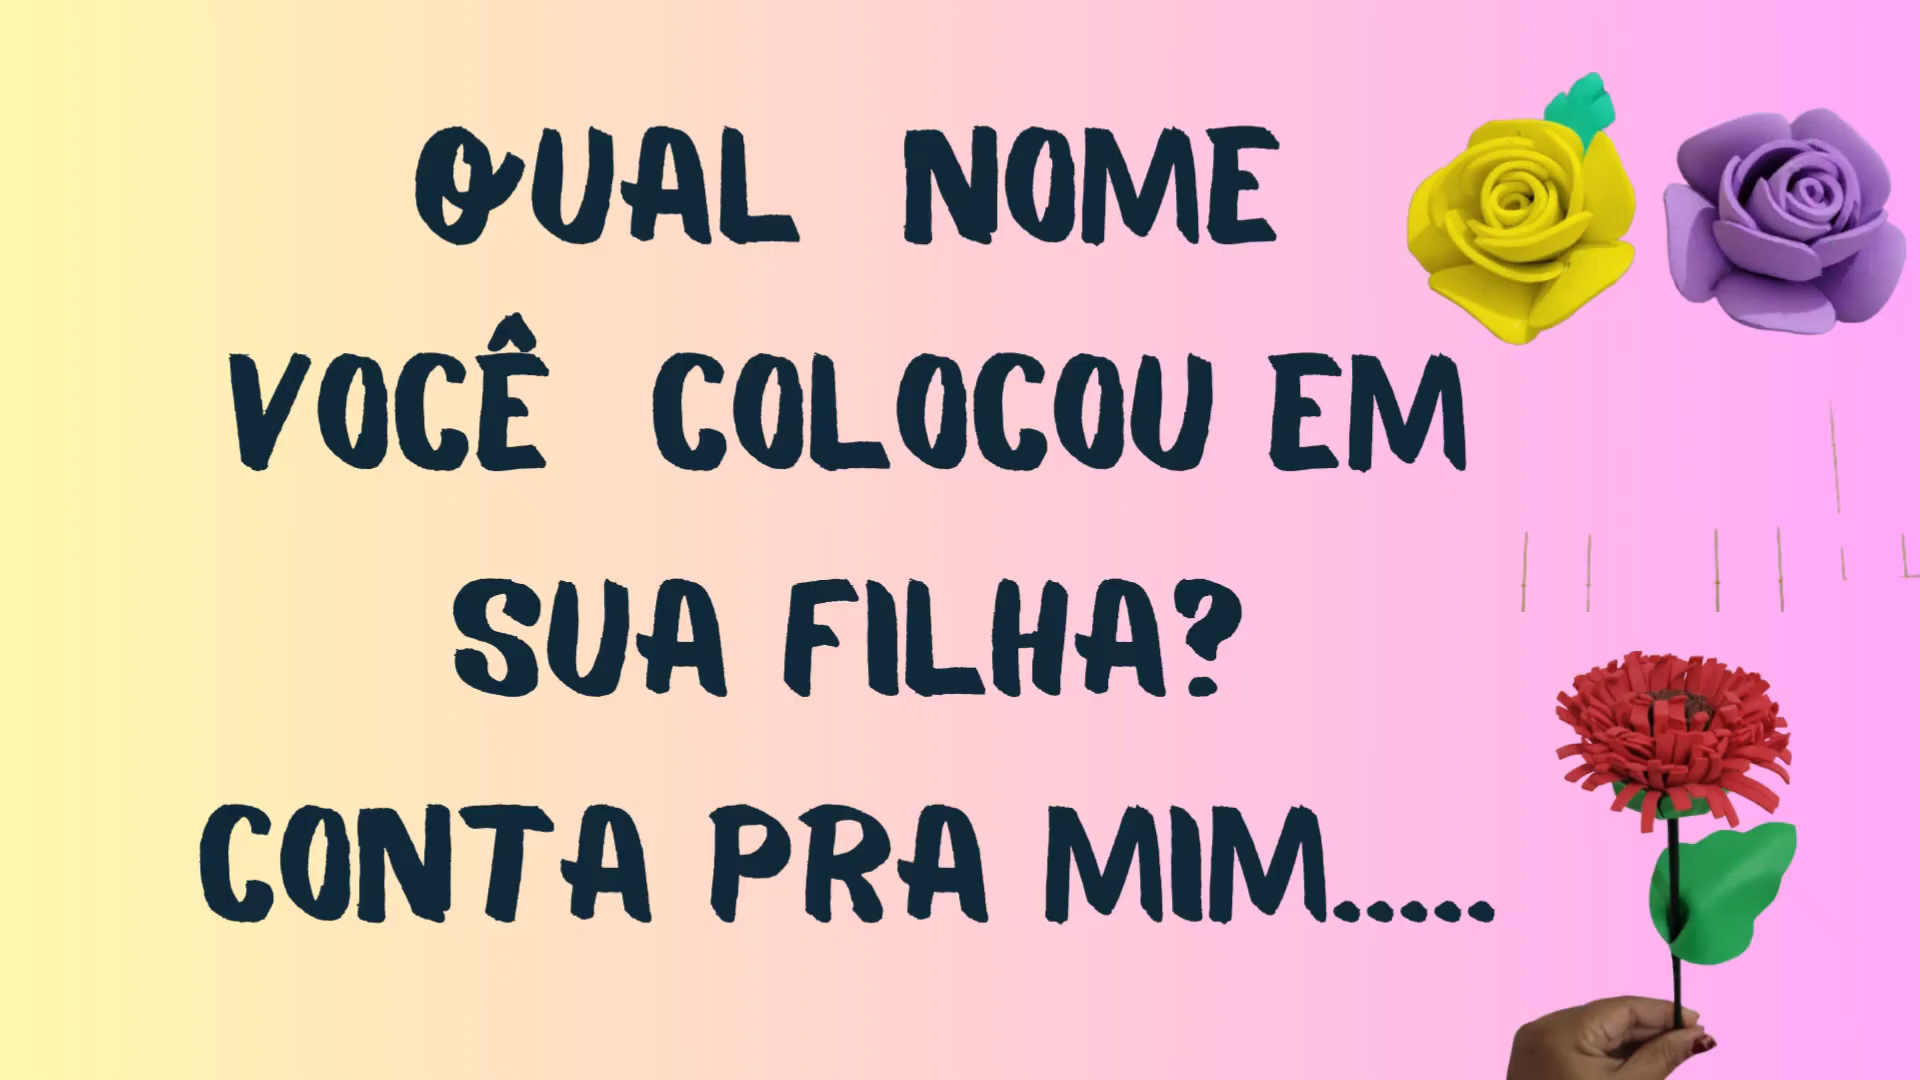 QUAL NOME
VOCÊ COLOCOU EM
SUA FILHA?
CONTA PRA MIM.....